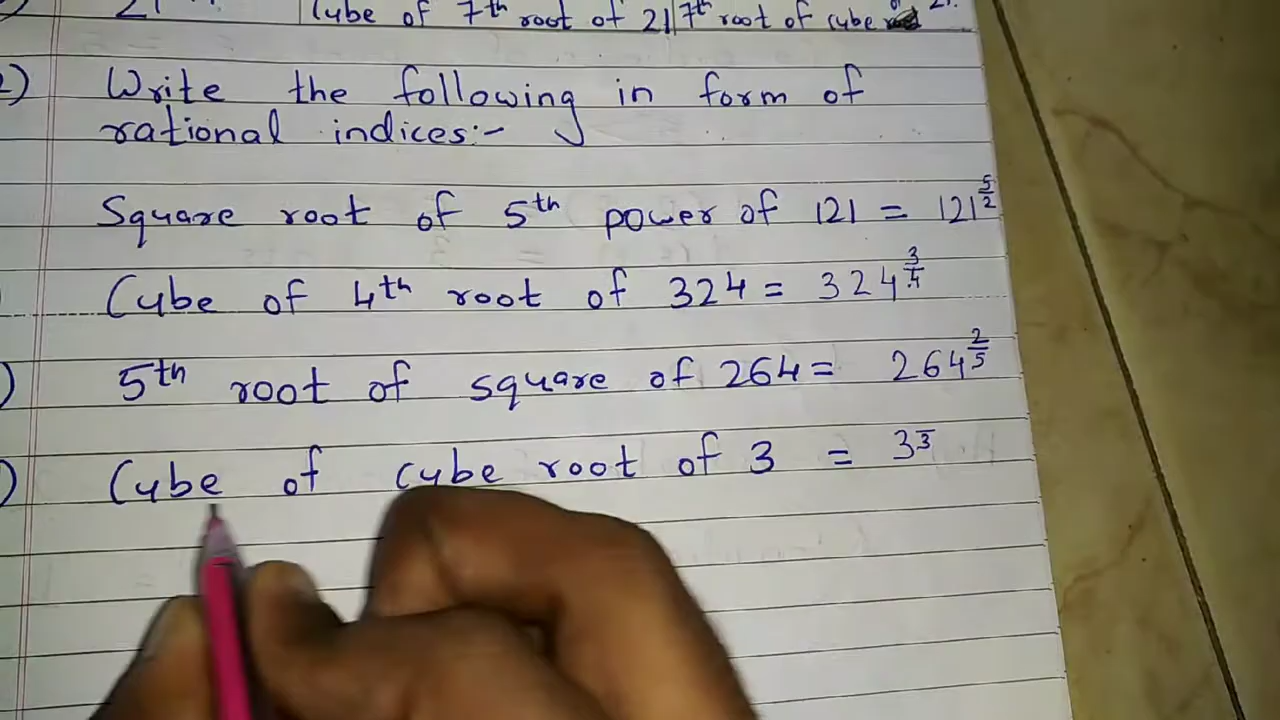 Cube of 7th root of 21 | 7th root of cube of 21.
2) Write the following in form of
rational indices:-
Square root of 5th power of 121 = 121^5/2
Cube of 4th root of 324 = 324^3/4
) 5th root of square of 264 = 264^2/5
) Cube of cube root of 3 = 3^/3